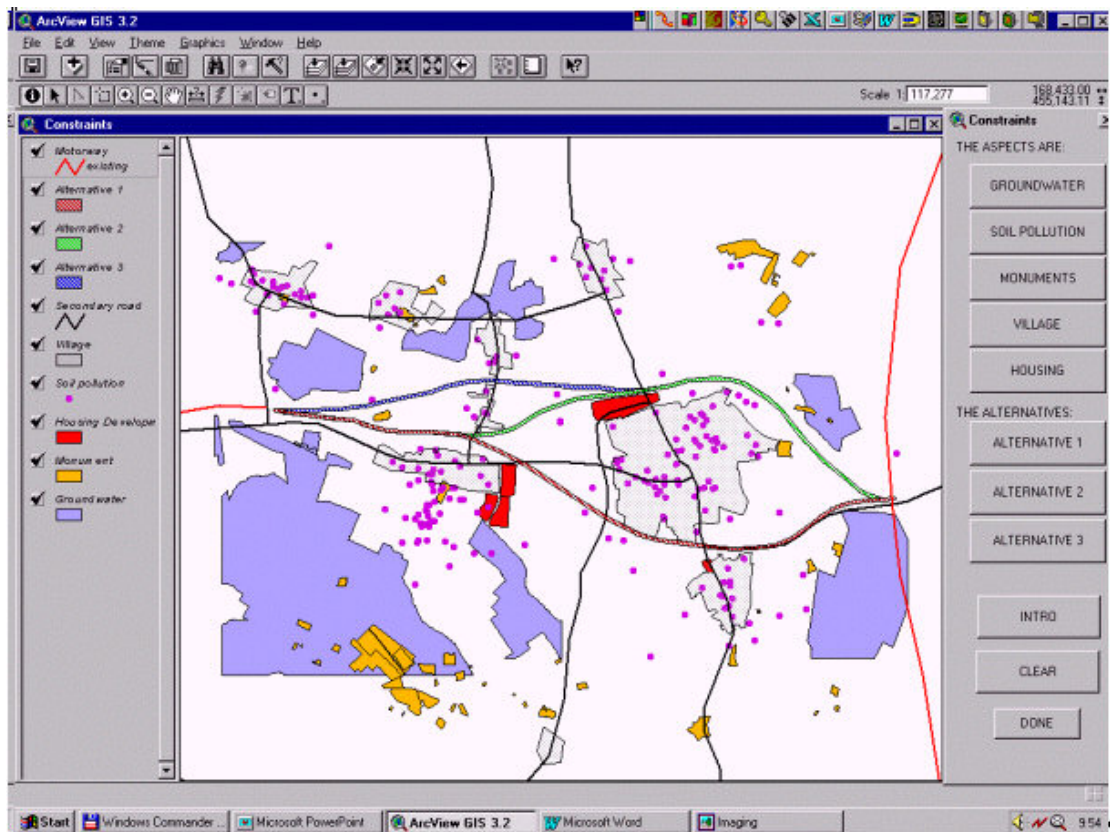 ArcView GIS 3.2
File Edit View Theme Graphics Window Help
Scale 1: 117,277
168,433.00
455,143.11
Constraints
Motorway
existing
Alternative 1
Alternative 2
Alternative 3
Secondary road
Village
Soil pollution
Housing Develope
Monument
Ground water
Constraints
THE ASPECTS ARE:
GROUNDWATER
SOIL POLLUTION
MONUMENTS
VILLAGE
HOUSING
THE ALTERNATIVES:
ALTERNATIVE 1
ALTERNATIVE 2
ALTERNATIVE 3
INTRO
CLEAR
DONE
Start Windows Commander ... Microsoft PowerPoint ArcView GIS 3.2 Microsoft Word Imaging 9:54